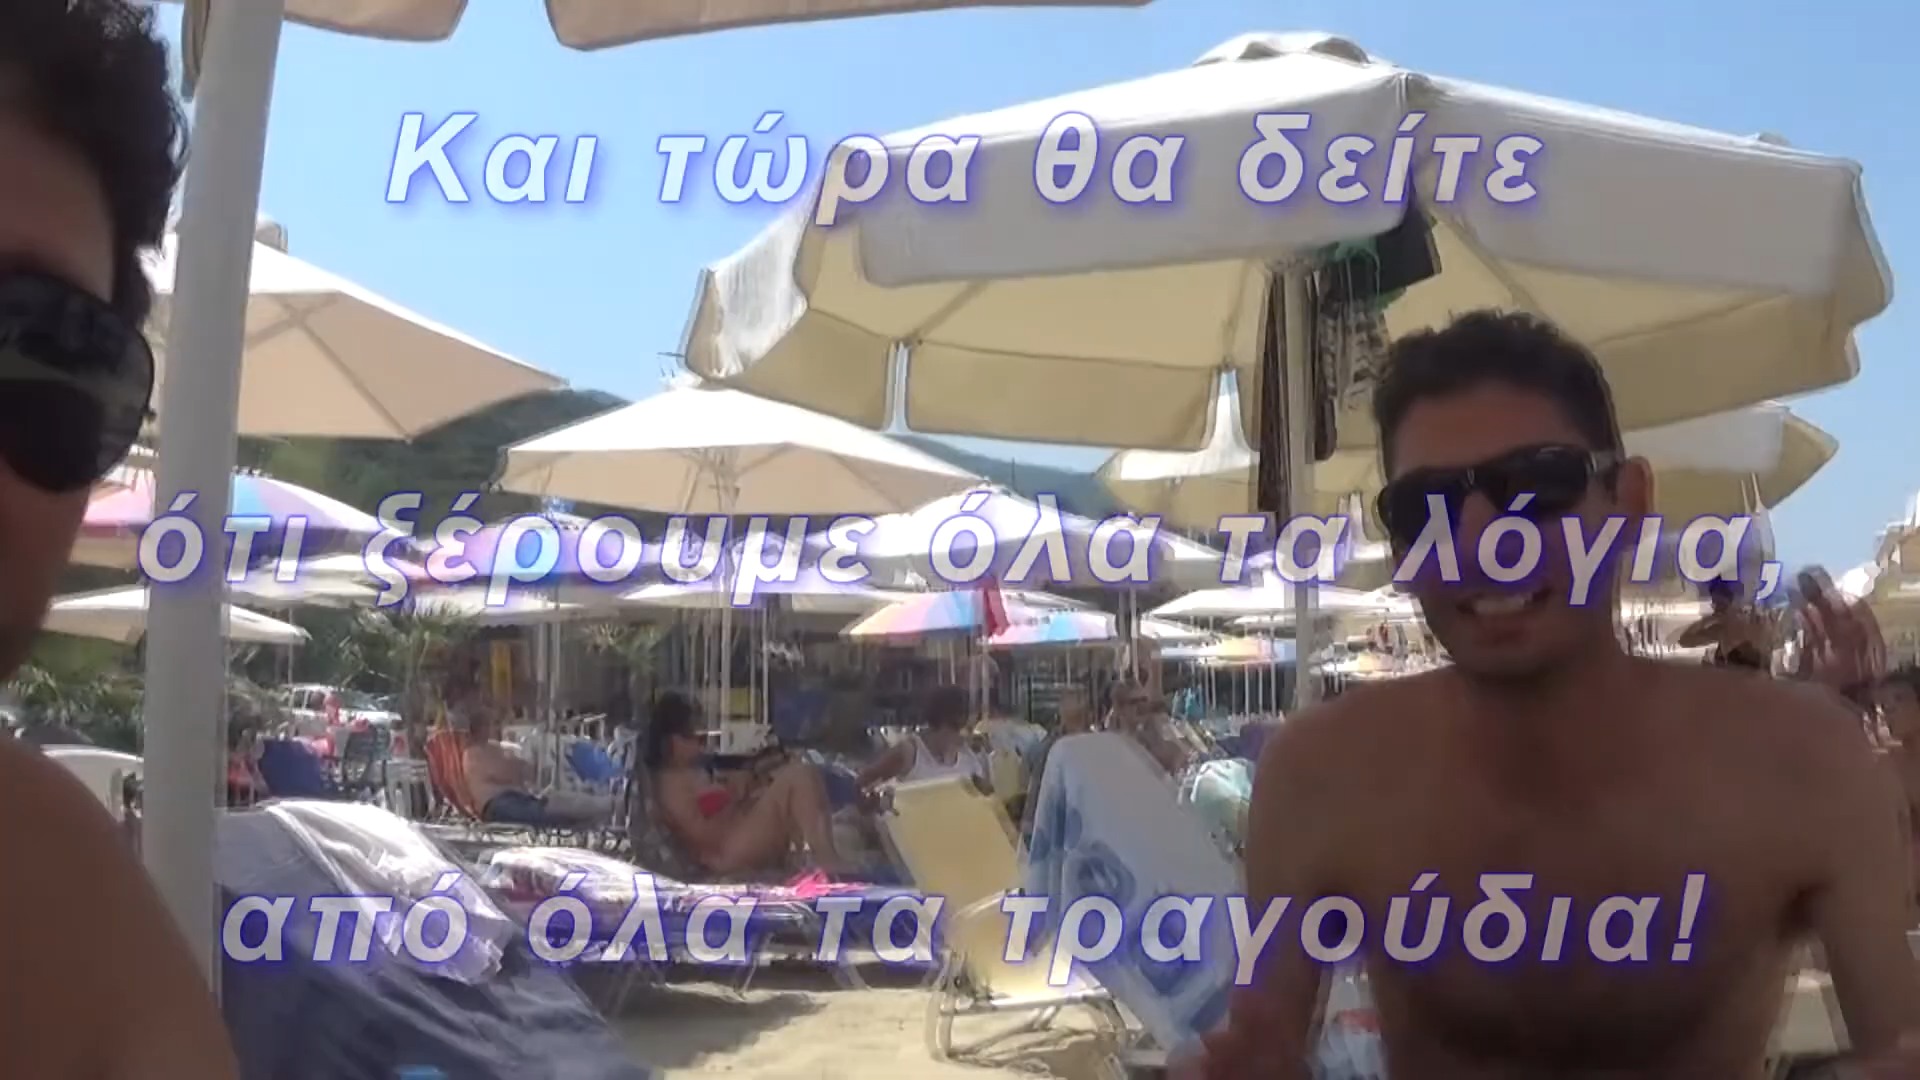 Και τώρα θα δείτε
ότι ξέρουμε όλα τα λόγια,
από όλα τα τραγούδια!